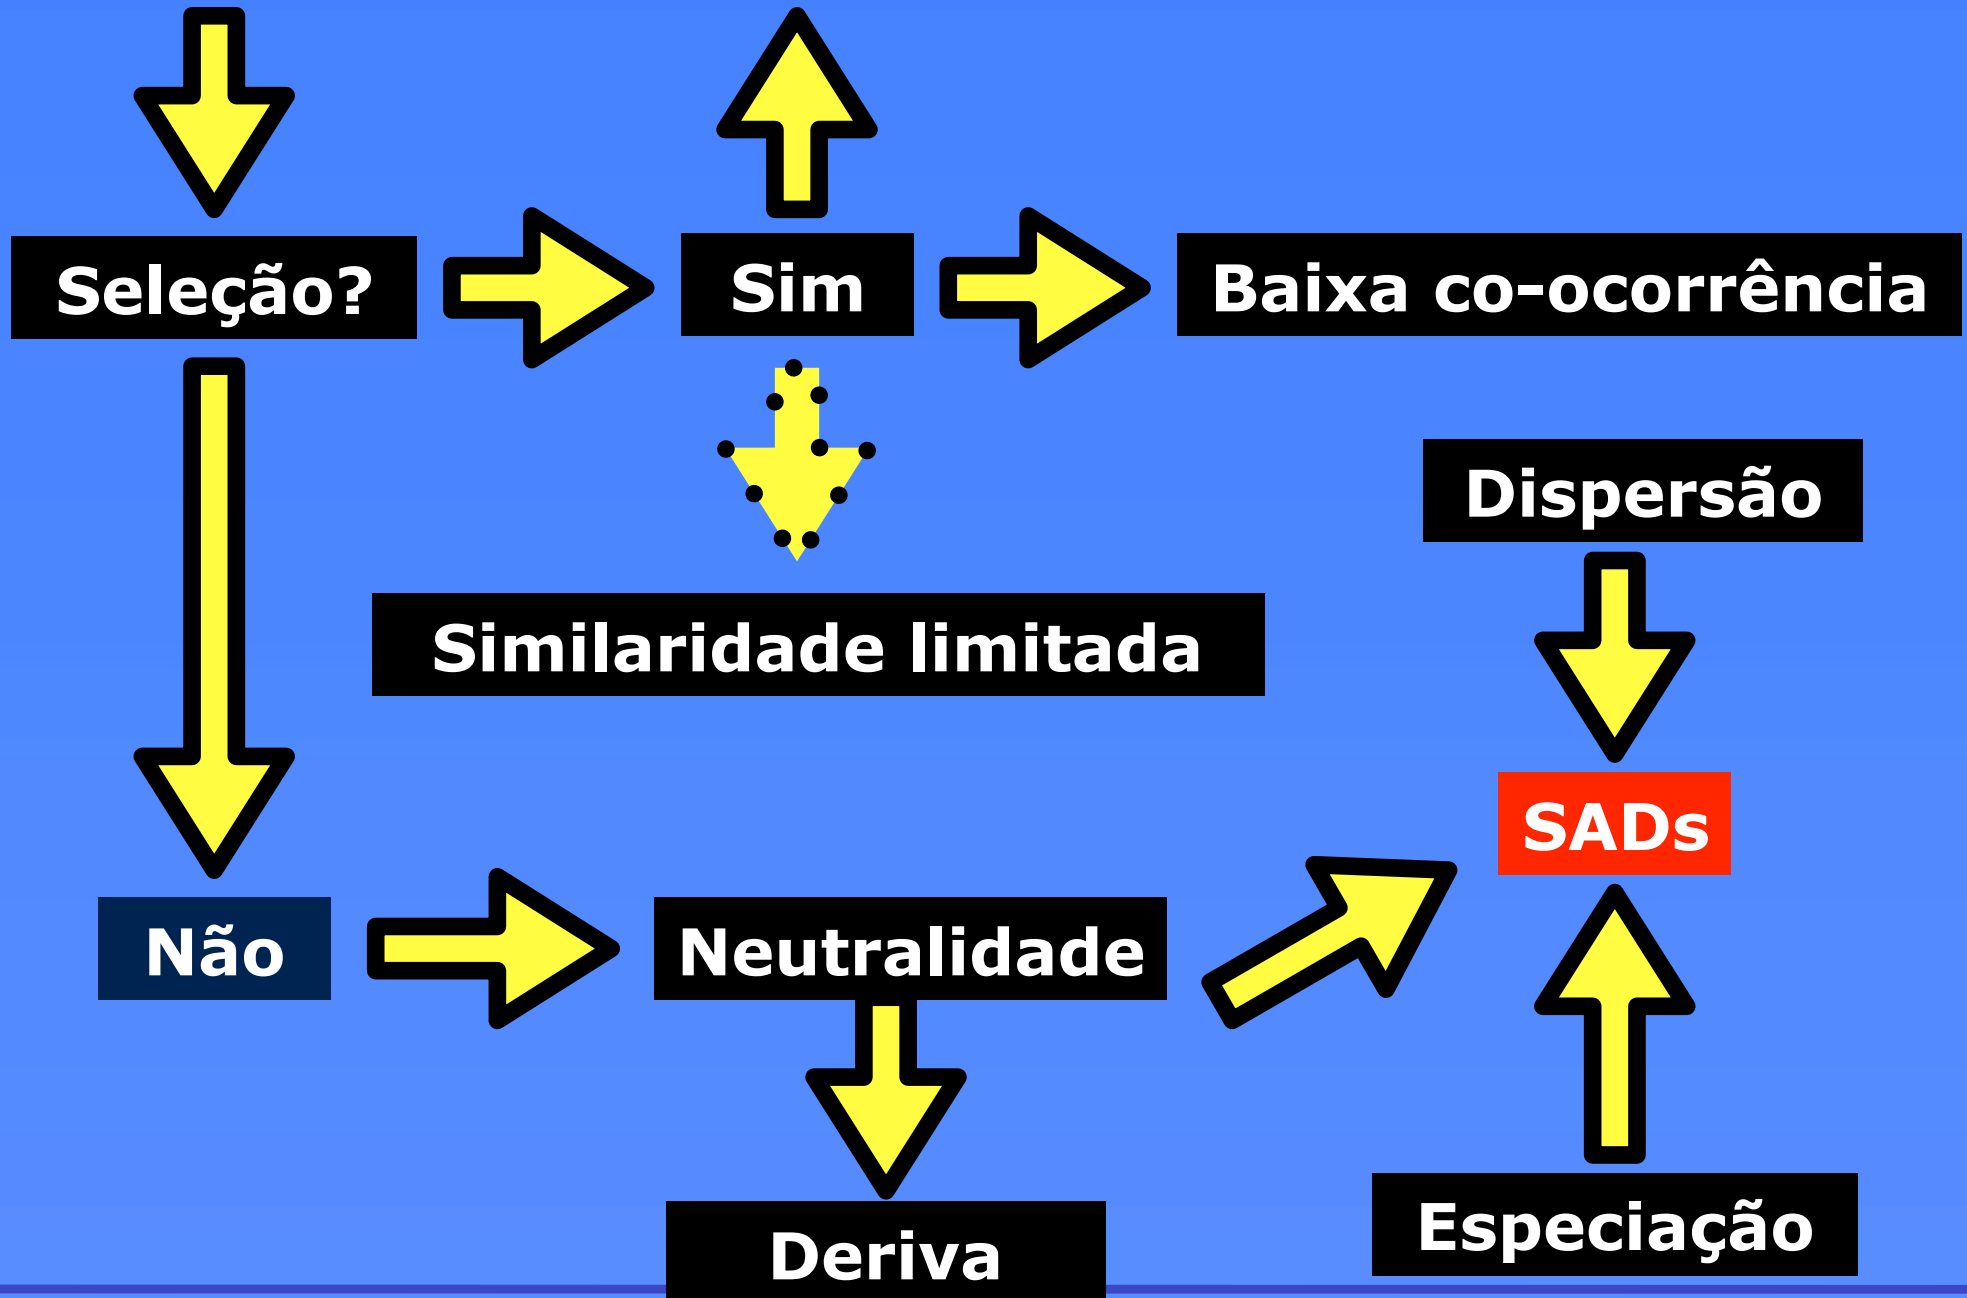 Seleção?
Sim
Baixa co-ocorrência
Dispersão
Similaridade limitada
SADs
Não
Neutralidade
Especiação
Deriva